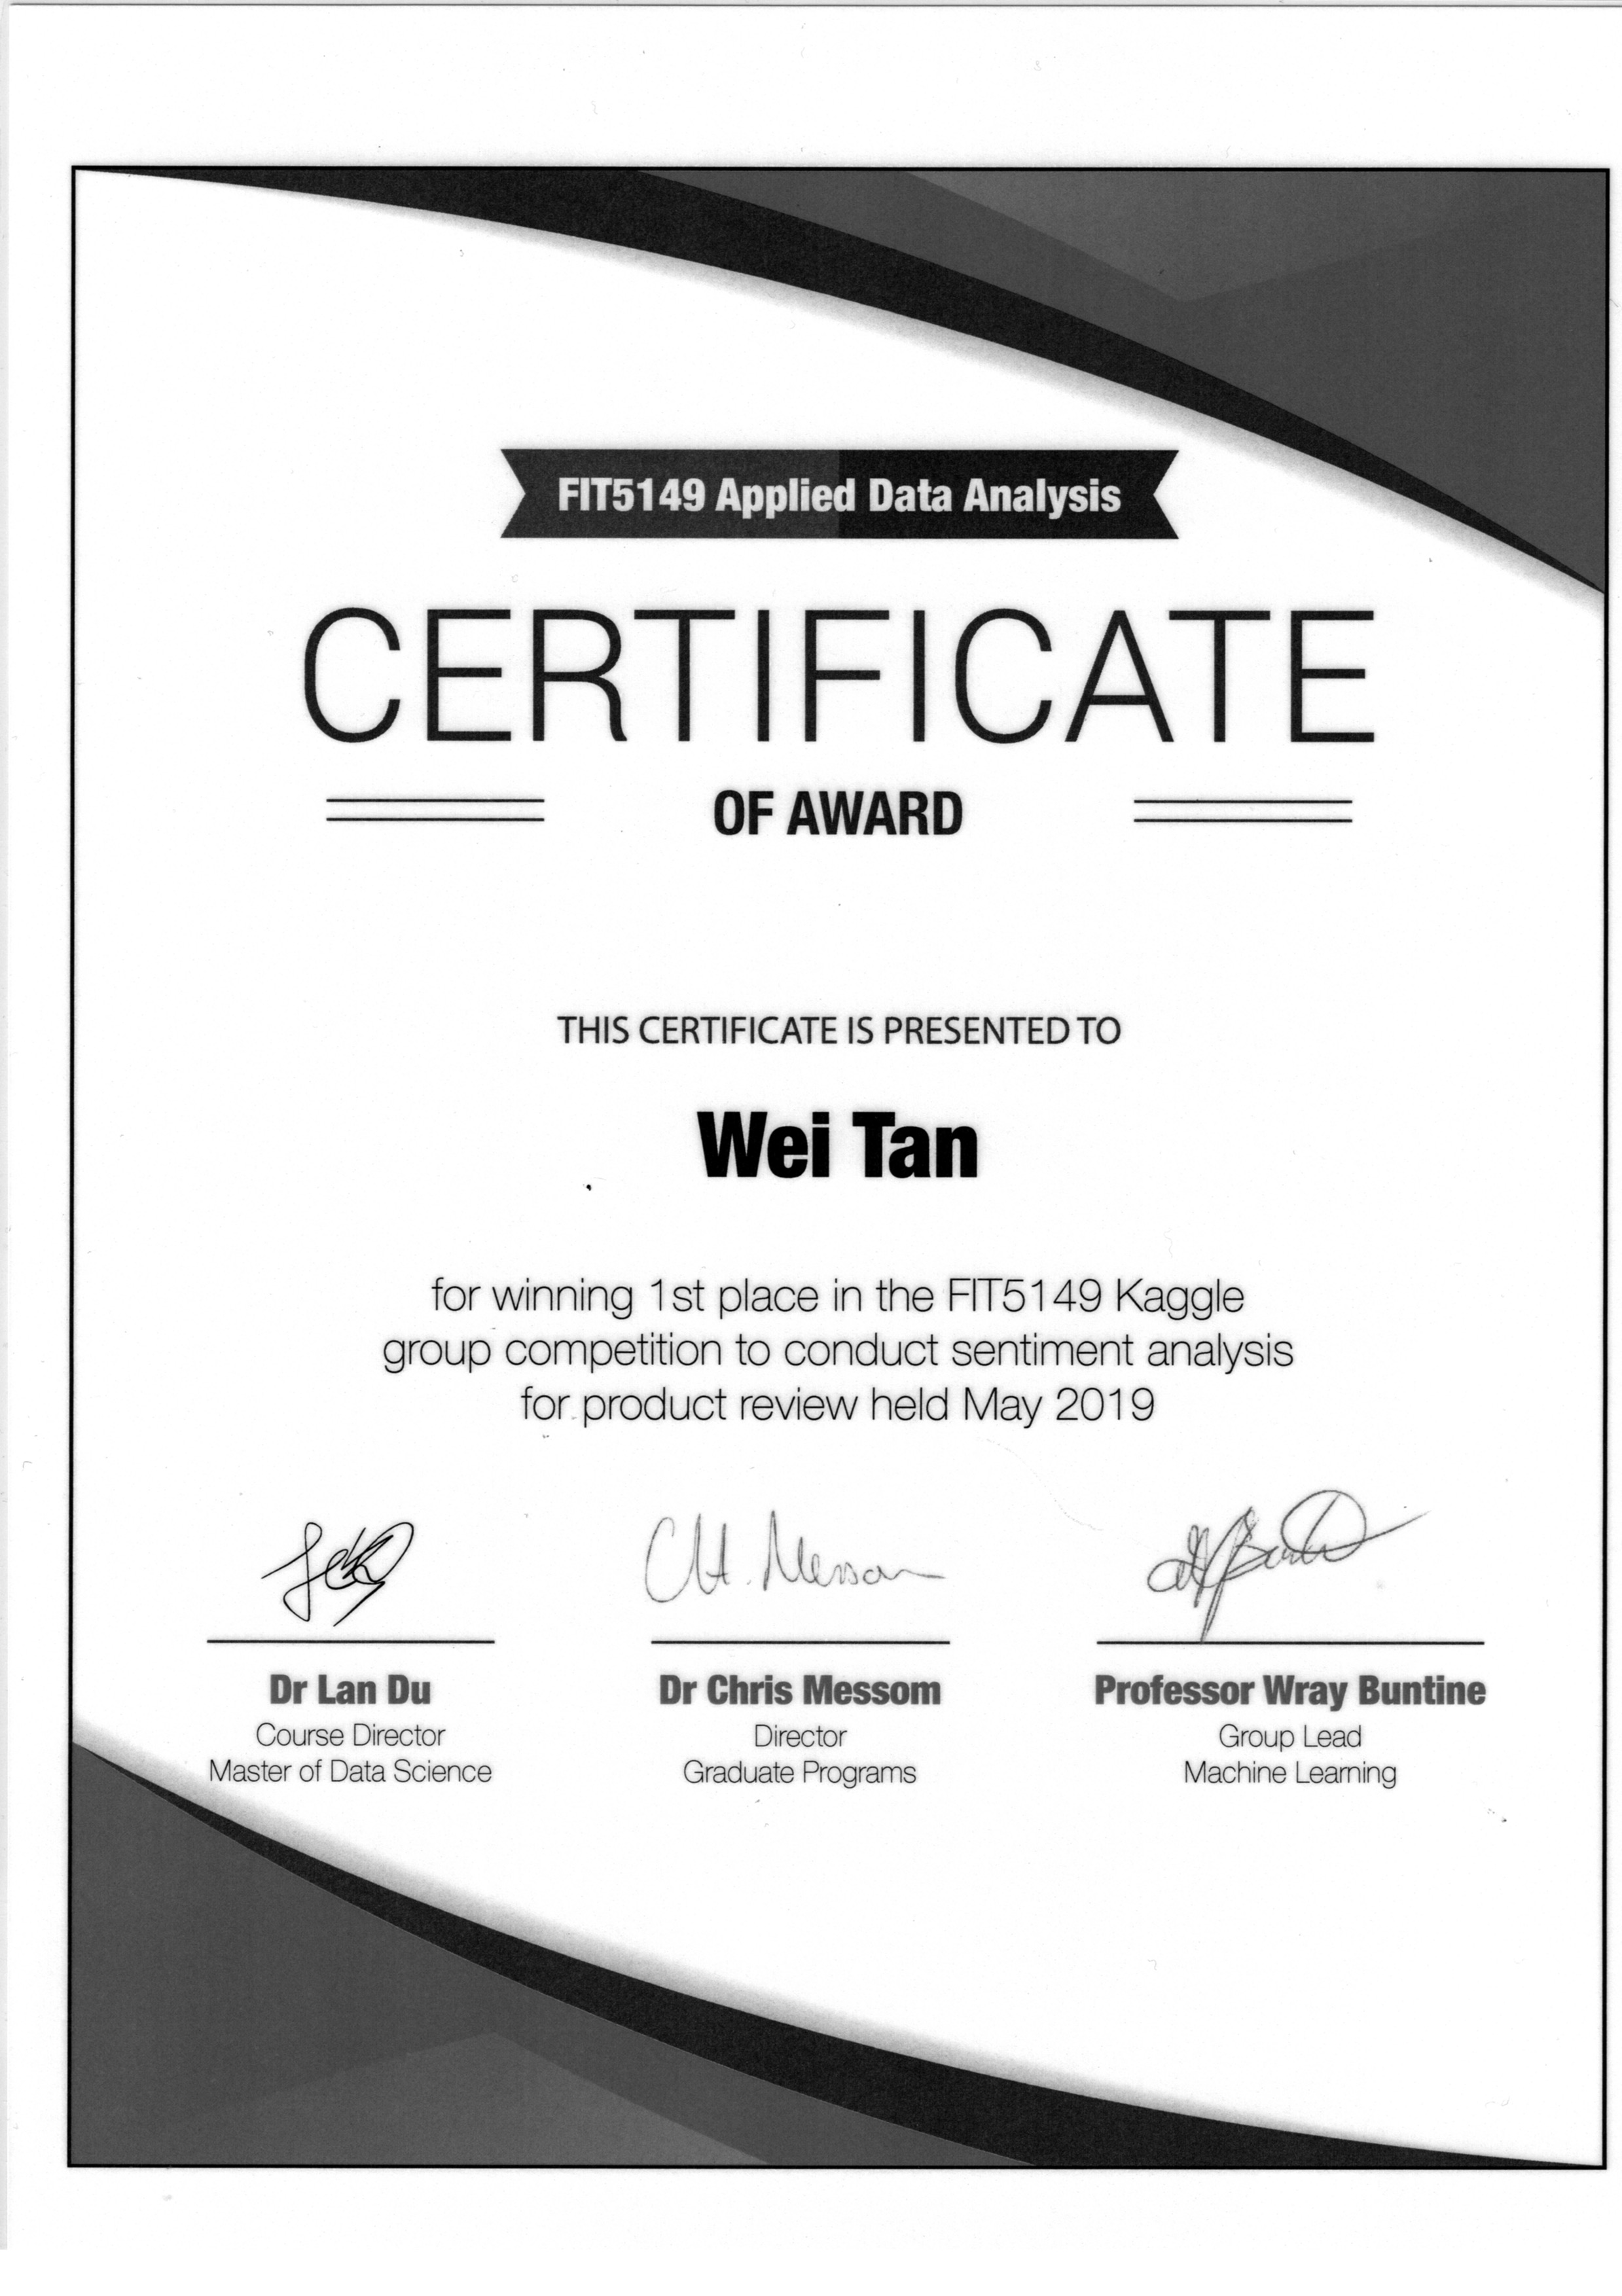 FIT5149 Applied Data Analysis
CERTIFICATE
OF AWARD
THIS CERTIFICATE IS PRESENTED TO
Wei Tan
for winning 1st place in the FIT5149 Kaggle
group competition to conduct sentiment analysis
for product review held May 2019
CH. Messom
Dr Lan Du
Dr Chris Messom
Professor Wray Buntine
Course Director
Director
Group Lead
Master of Data Science
Graduate Programs
Machine Learning